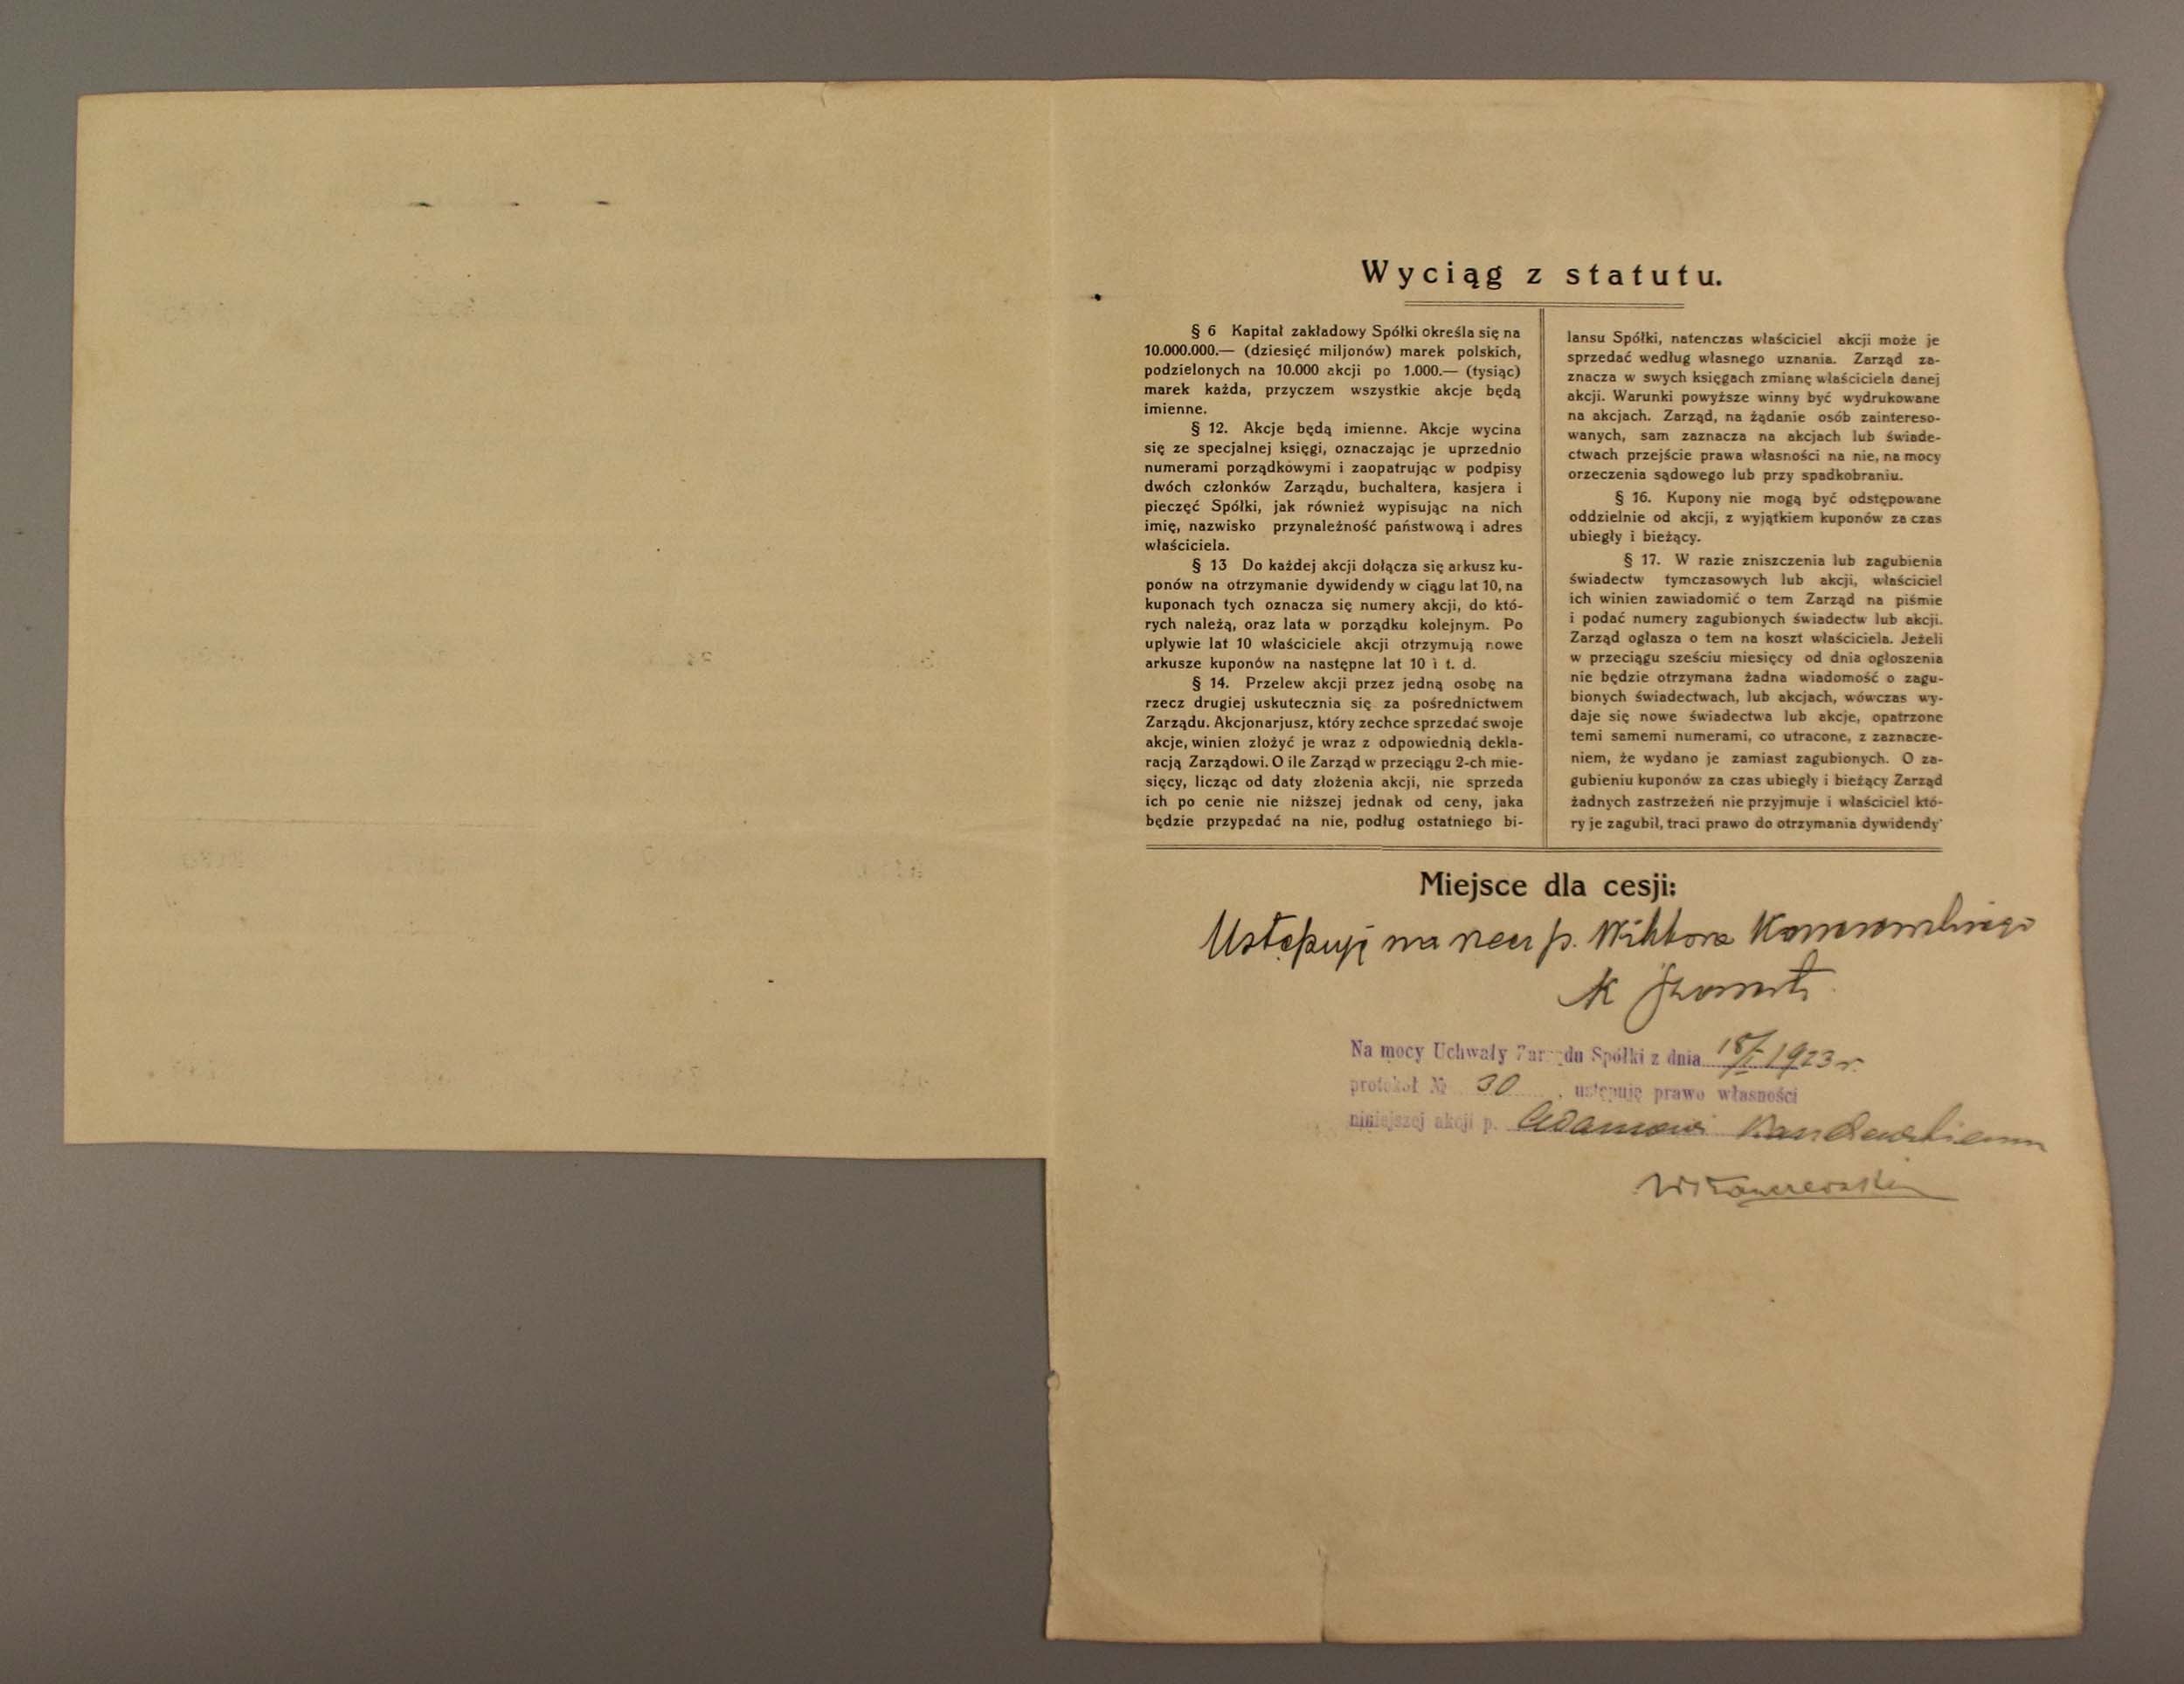 Wyciąg z statutu.
§ 6 Kapitał zakładowy Spółki określa się na
10.000.000.— (dziesięć miljonów) marek polskich,
podzielonych na 10.000 akcji po 1.000.— (tysiąc)
marek każda, przyczem wszystkie akcje będą
imienne.
§ 12. Akcje będą imienne. Akcje wycina
się ze specjalnej księgi, oznaczając je uprzednio
numerami porządkowymi i zaopatrując w podpisy
dwóch członków Zarządu, buchaltera, kasjera i
pieczęć Spółki, jak również wypisując na nich
imię, nazwisko przynależność państwową i adres
właściciela.
§ 13 Do każdej akcji dołącza się arkusz ku-
ponów na otrzymanie dywidendy w ciągu lat 10, na
kuponach tych oznacza się numery akcji, do któ-
rych należą, oraz lata w porządku kolejnym. Po
upływie lat 10 właściciele akcji otrzymują nowe
arkusze kuponów na następne lat 10 i t. d.
§ 14. Przelew akcji przez jedną osobę na
rzecz drugiej uskutecznia się za pośrednictwem
Zarządu. Akcjonarjusz, który zechce sprzedać swoje
akcje, winien złożyć je wraz z odpowiednią dekla-
racją Zarządowi. O ile Zarząd w przeciągu 2-ch mie-
sięcy, licząc od daty złożenia akcji, nie sprzeda
ich po cenie nie niższej jednak od ceny, jaka
będzie przypadać na nie, podług ostatniego bi-
lansu Spółki, natenczas właściciel akcji może je
sprzedać według własnego uznania. Zarząd za-
znacza w swych księgach zmianę właściciela danej
akcji. Warunki powyższe winny być wydrukowane
na akcjach. Zarząd, na żądanie osób zaintereso-
wanych, sam zaznacza na akcjach lub świade-
ctwach przejście prawa własności na nie, na mocy
orzeczenia sądowego lub przy spadkobraniu.
§ 16. Kupony nie mogą być odstępowane
oddzielnie od akcji, z wyjątkiem kuponów za czas
ubiegły i bieżący.
§ 17. W razie zniszczenia lub zagubienia
świadectw tymczasowych lub akcji, właściciel
ich winien zawiadomić o tem Zarząd na piśmie
i podać numery zagubionych świadectw lub akcji.
Zarząd ogłasza o tem na koszt właściciela. Jeżeli
w przeciągu sześciu miesięcy od dnia ogłoszenia
nie będzie otrzymana żadna wiadomość o zagu-
bionych świadectwach, lub akcjach, wówczas wy-
daje się nowe świadectwa lub akcje, opatrzone
temi samemi numerami, co utracone, z zaznacze-
niem, że wydano je zamiast zagubionych. O za-
gubieniu kuponów za czas ubiegły i bieżący Zarząd
żadnych zastrzeżeń nie przyjmuje i właściciel któ-
ry je zagubił, traci prawo do otrzymania dywidendy
Miejsce dla cesji:
Ustępuję na rzecz p. Wiktora
Na mocy Uchwały Zarządu Spółki z dnia 18/I 1923 r.
protokół № 30, ustępuję prawo własności
niniejszej akcji p. Adamowi